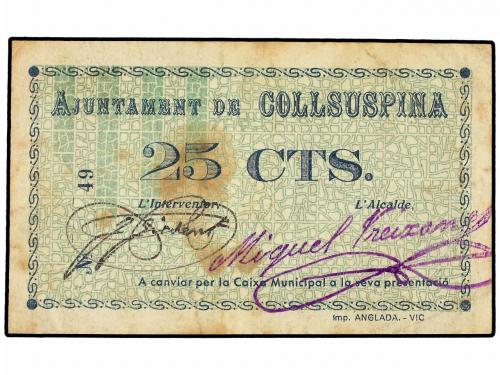 AJUNTAMENT DE COLLSUSPINA
25 CTS.
49
L'Interventor, L'Alcalde,
Miquel
A canviar per la Caixa Municipal a la seva presentació
Imp. ANGLADA. - VIC